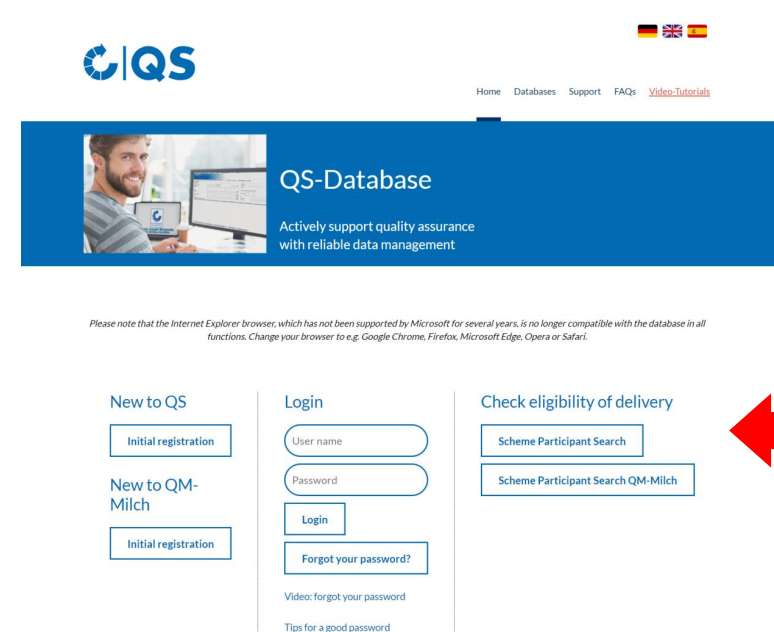 QS
Home Databases Support FAQs Video-Tutorials
QS-Database
Actively support quality assurance
with reliable data management
Please note that the Internet Explorer browser, which has not been supported by Microsoft for several years, is no longer compatible with the database in all
functions. Change your browser to e.g. Google Chrome, Firefox, Microsoft Edge, Opera or Safari.
New to QS
Initial registration
New to QM-
Milch
Initial registration
Login
User name
Password
Login
Forgot your password?
Video: forgot your password
Tips for a good password
Check eligibility of delivery
Scheme Participant Search
Scheme Participant Search QM-Milch